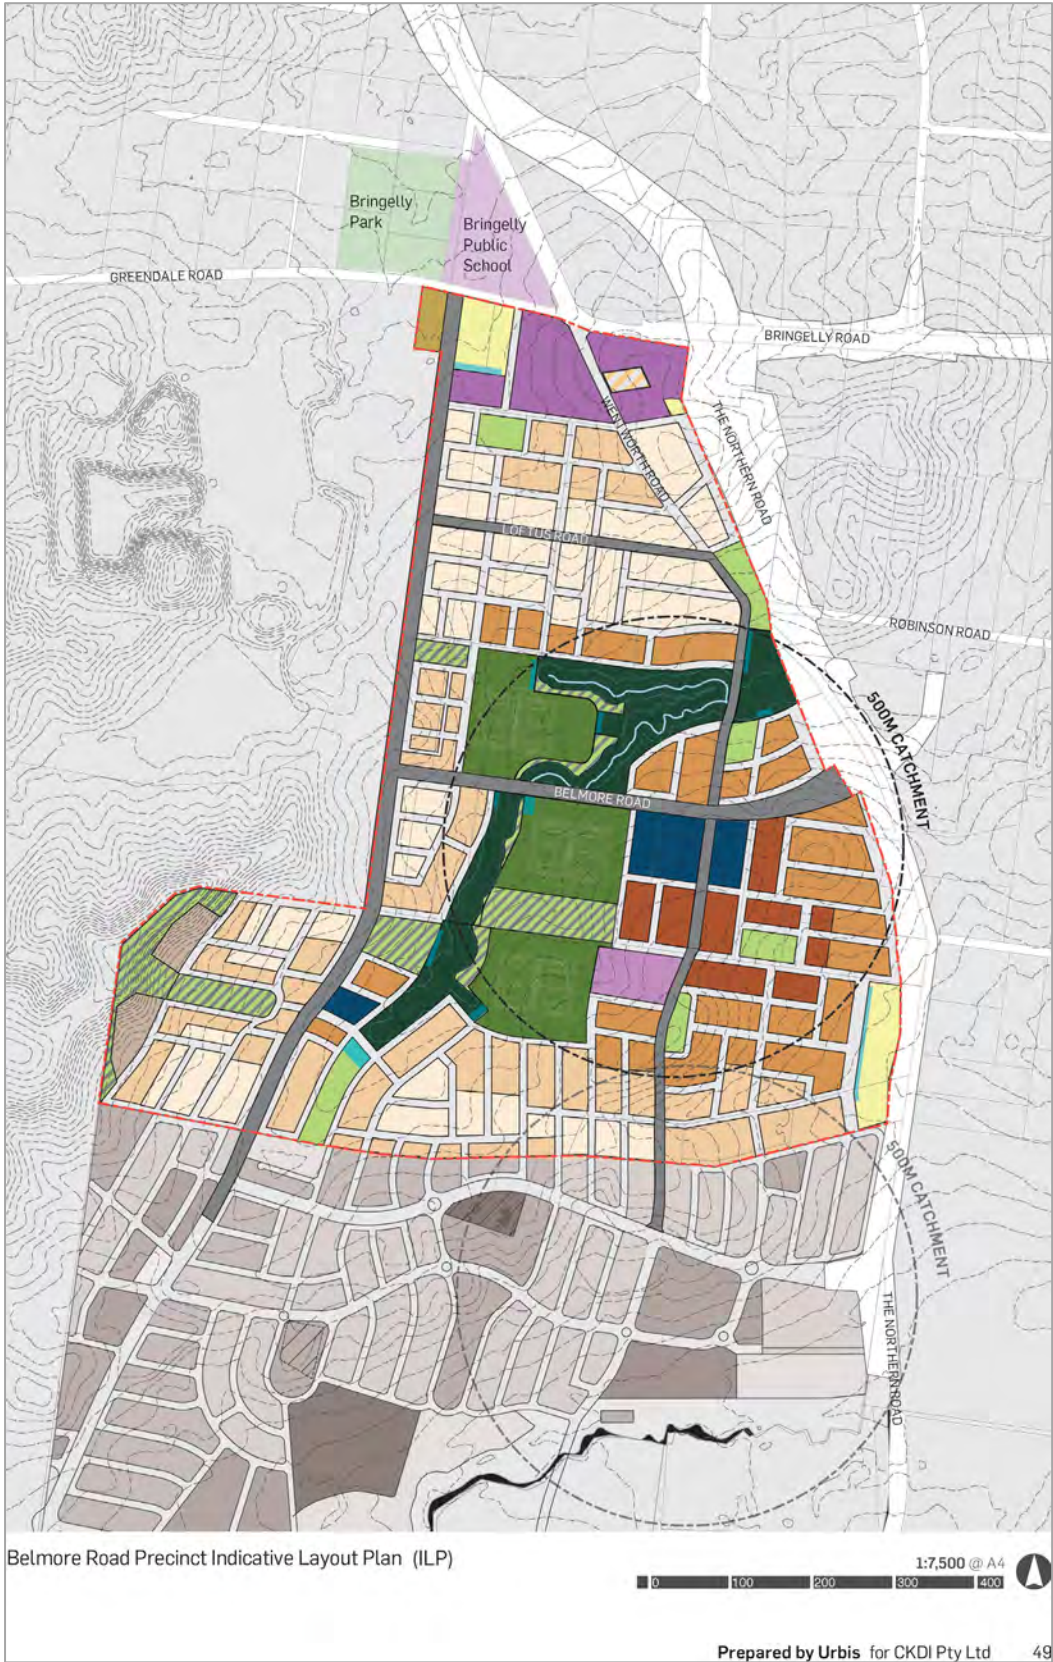 Bringelly
Park
Bringelly
Public
School
GREENDALE ROAD
BRINGELLY ROAD
WENTWORTH ROAD
THE NORTHERN ROAD
LOFTUS ROAD
ROBINSON ROAD
500M CATCHMENT
BELMORE ROAD
500M CATCHMENT
THE NORTHERN ROAD
Belmore Road Precinct Indicative Layout Plan (ILP)
1:7,500 @ A4
0 100 200 300 400
Prepared by Urbis for CKDI Pty Ltd 49